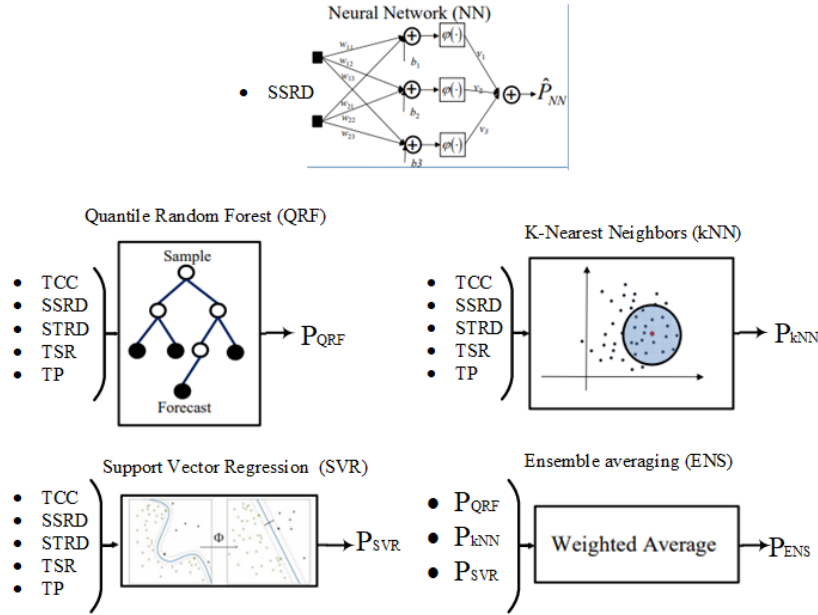 Neural Network (NN)
w11
w12
w13
w21
w22
w23
b1
b2
b3
φ(·)
φ(·)
φ(·)
v1
v2
v3
P̂NN
• SSRD
Quantile Random Forest (QRF)
• TCC
• SSRD
• STRD
• TSR
• TP
Sample
Forecast
PQRF
K-Nearest Neighbors (kNN)
• TCC
• SSRD
• STRD
• TSR
• TP
PkNN
Support Vector Regression (SVR)
• TCC
• SSRD
• STRD
• TSR
• TP
Φ
PSVR
Ensemble averaging (ENS)
• PQRF
• PkNN
• PSVR
Weighted Average
PENS